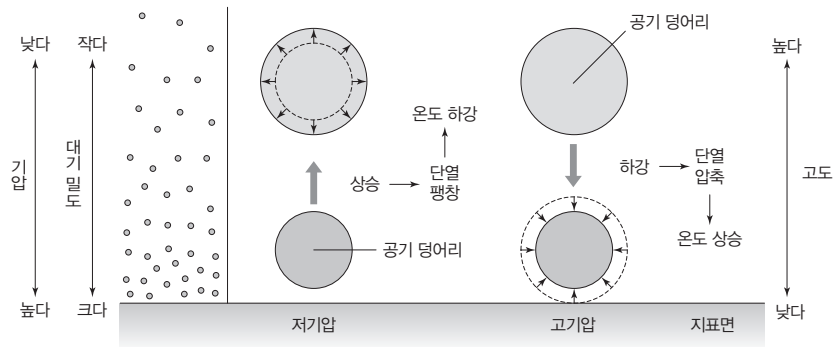 낮다
작다
공기 덩어리
높다
온도 하강
기압
대기 밀도
상승
단열
팽창
하강
단열
압축
고도
온도 상승
공기 덩어리
높다
크다
낮다
저기압
고기압
지표면